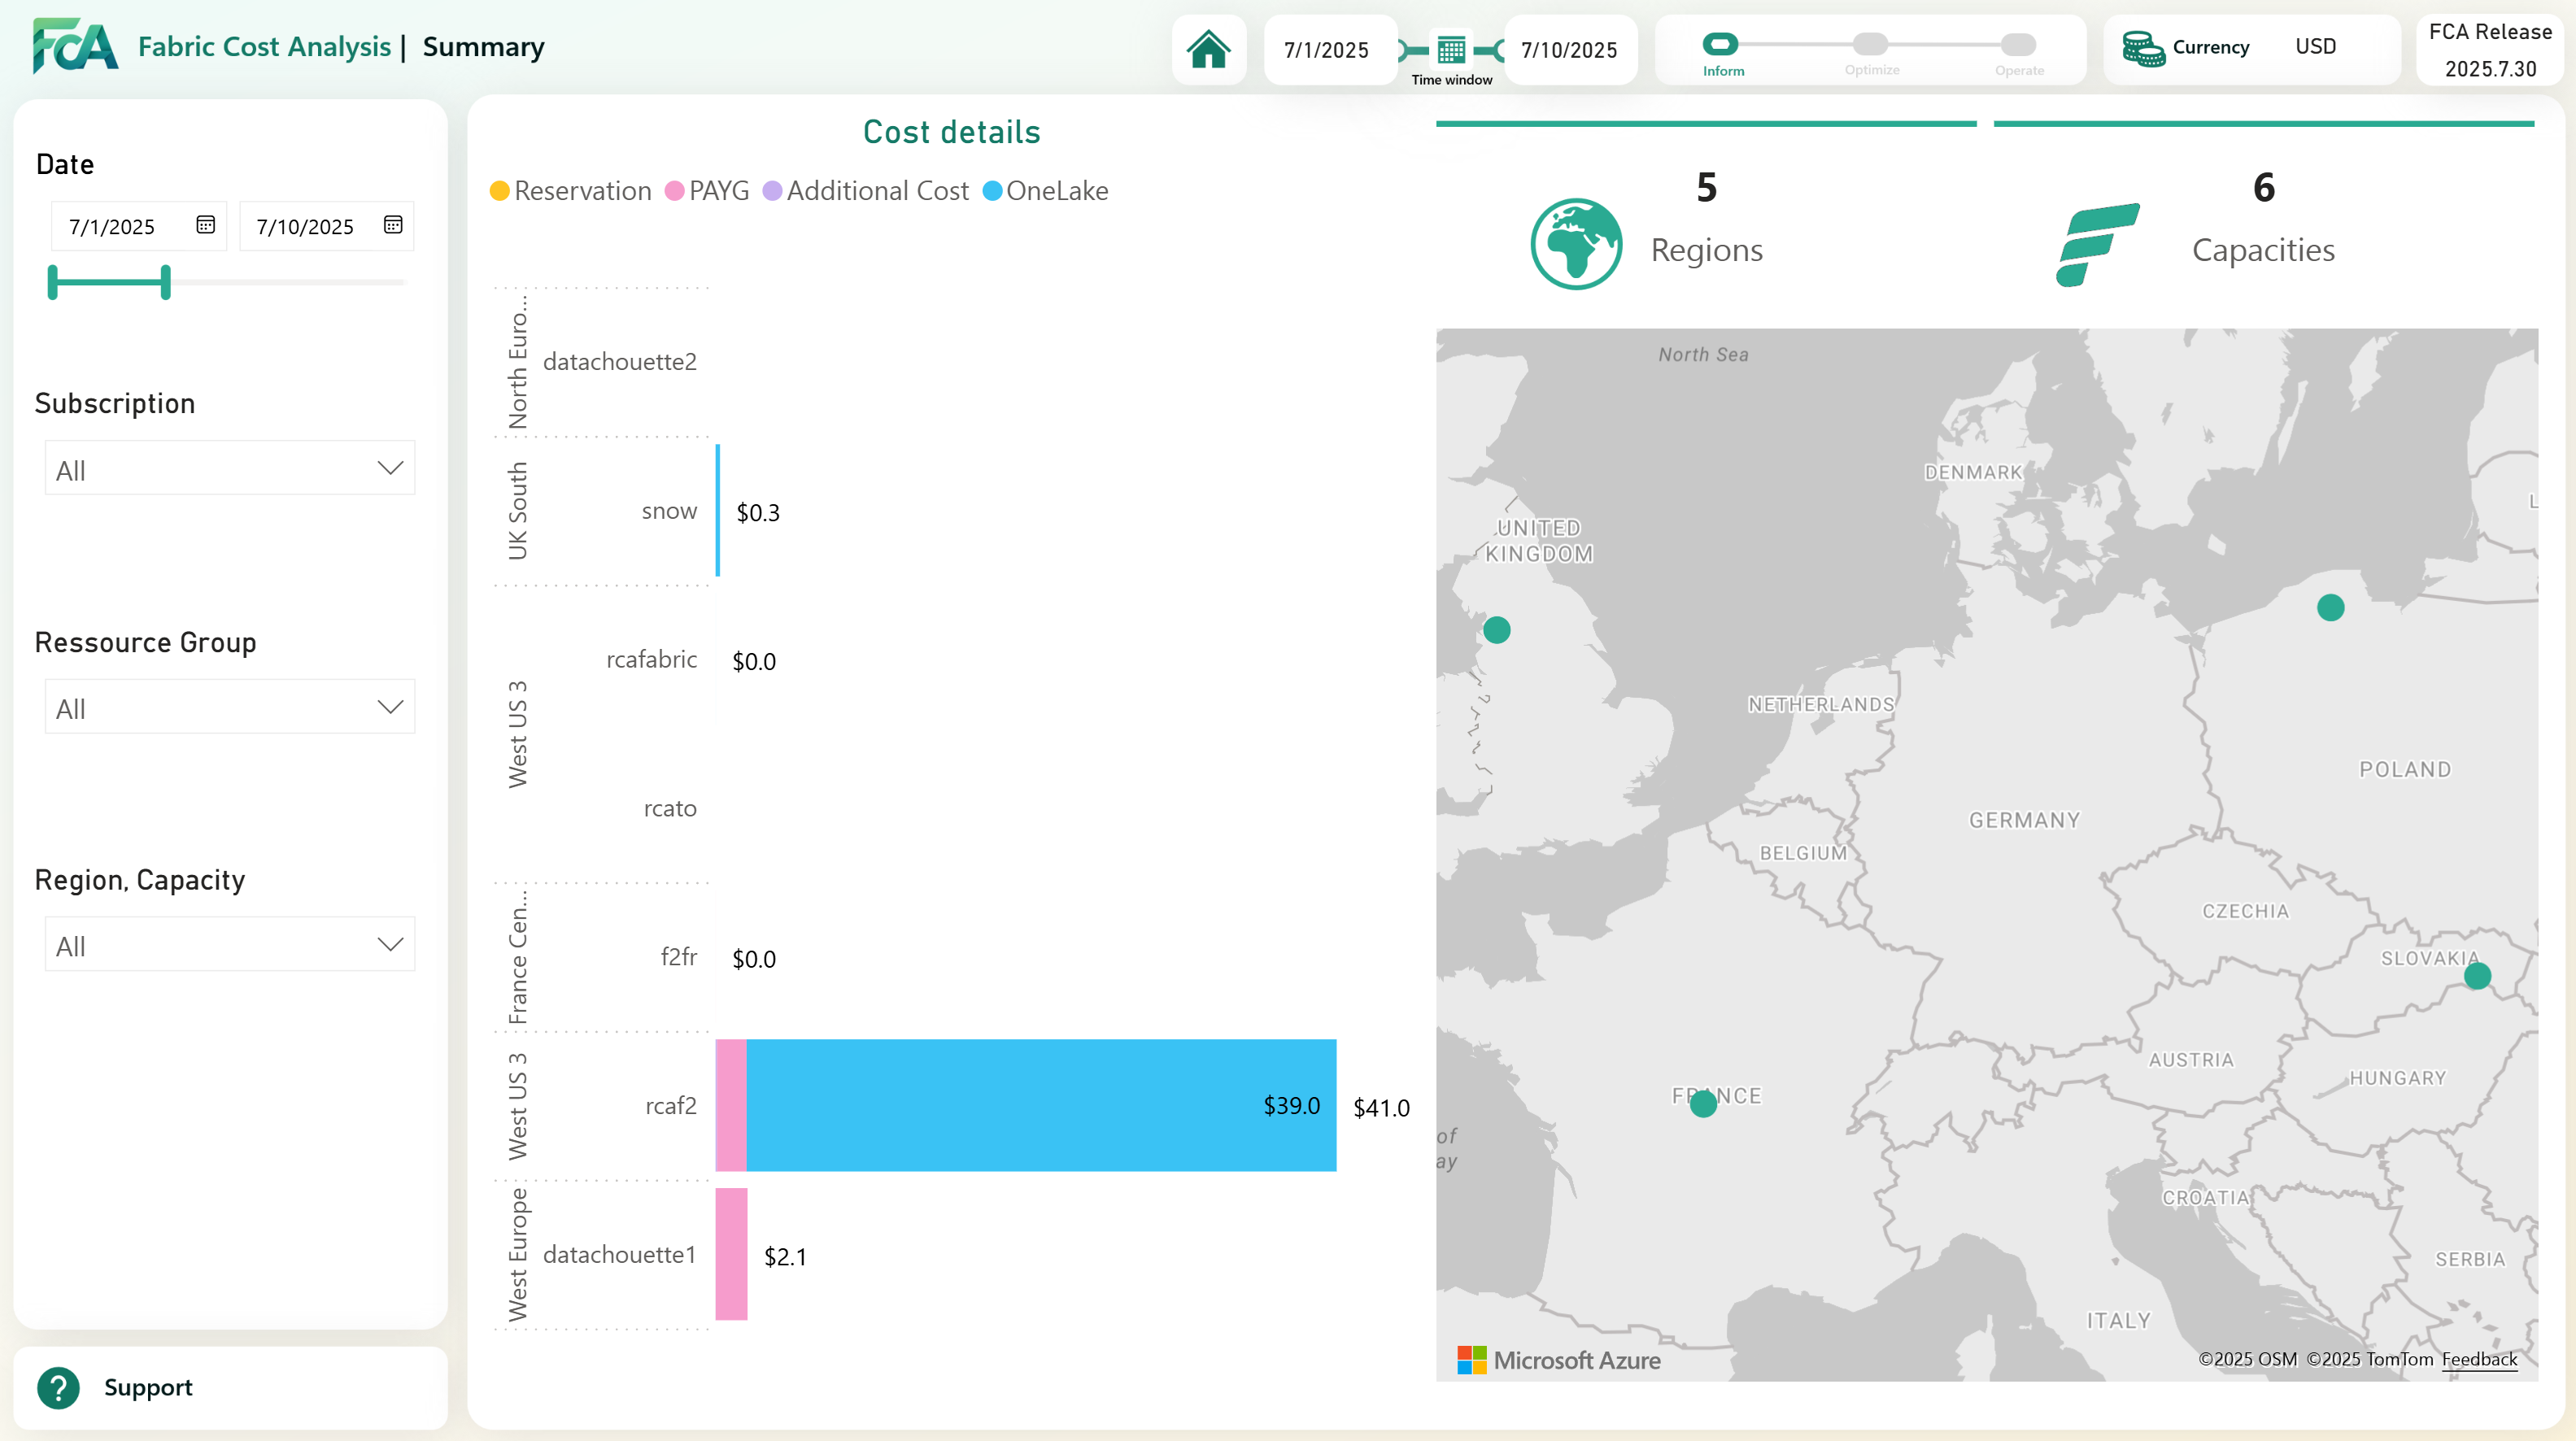 FCA Fabric Cost Analysis | Summary
7/1/2025
Time window
7/10/2025
Inform
Optimize
Operate
Currency
USD
FCA Release
2025.7.30
Date
7/1/2025
7/10/2025
Subscription
All
Ressource Group
All
Region, Capacity
All
? Support
Cost details
Reservation PAYG Additional Cost OneLake
North Euro...
datachouette2
UK South
snow
$0.3
West US 3
rcafabric
$0.0
rcato
France Cen...
f2fr
$0.0
West US 3
rcaf2
$39.0
$41.0
West Europe
datachouette1
$2.1
5
Regions
6
Capacities
North Sea
DENMARK
L
UNITED
KINGDOM
NETHERLANDS
POLAND
GERMANY
BELGIUM
CZECHIA
SLOVAKIA
AUSTRIA
HUNGARY
FRANCE
of
ay
CROATIA
SERBIA
ITALY
Microsoft Azure
©2025 OSM ©2025 TomTom Feedback